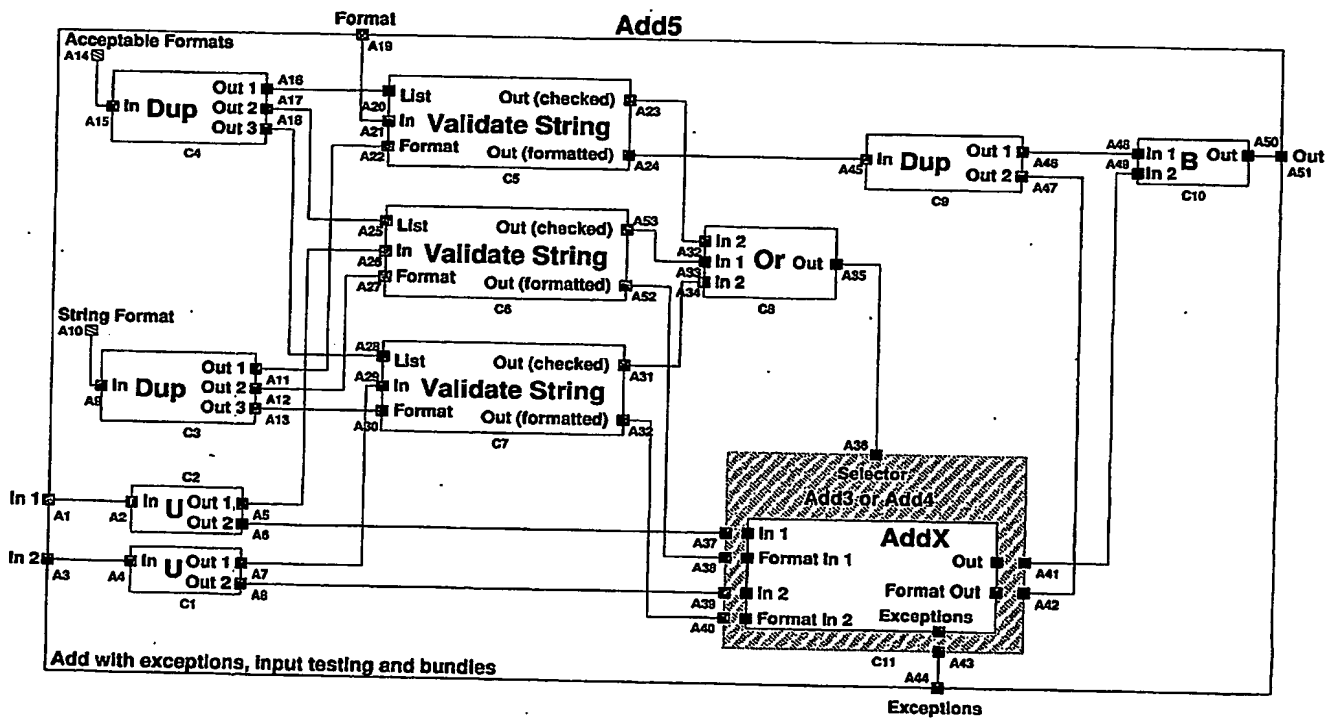 Add5
Format
A19
Acceptable Formats
A14
In Dup Out 1
Out 2
Out 3
A15
A16
A17
A18
C4
List Out (checked)
In Validate String
Format Out (formatted)
A20
A21
A22
A23
A24
C5
In Dup Out 1
Out 2
A45
A46
A47
C9
In 1 B Out
In 2
A48
A49
A50
Out
A51
C10
List Out (checked)
In Validate String
Format Out (formatted)
A25
A26
A27
A53
A52
C6
In 2
In 1 Or Out
In 2
A32
A33
A34
A35
C8
String Format
A10
In Dup Out 1
Out 2
Out 3
A9
A11
A12
A13
C3
List Out (checked)
In Validate String
Format Out (formatted)
A28
A29
A30
A31
A32
C7
In 1
A1
C2
In U Out 1
Out 2
A2
A5
A6
In 2
A3
In U Out 1
Out 2
A4
A7
A8
C1
A36
Selector
Add3 or Add4
AddX
In 1
Format In 1
In 2
Format In 2
Out
Format Out
Exceptions
A37
A38
A39
A40
A41
A42
C11
A43
A44
Exceptions
Add with exceptions, input testing and bundles